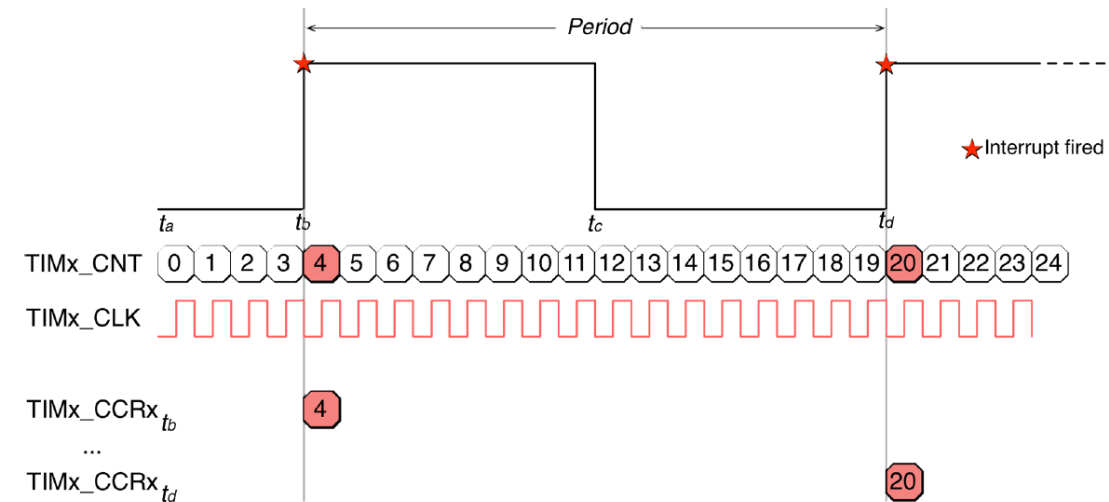 Period
Interrupt fired
ta tb tc td
TIMx_CNT 0 1 2 3 4 5 6 7 8 9 10 11 12 13 14 15 16 17 18 19 20 21 22 23 24
TIMx_CLK
TIMx_CCRx tb 4
...
TIMx_CCRx td 20